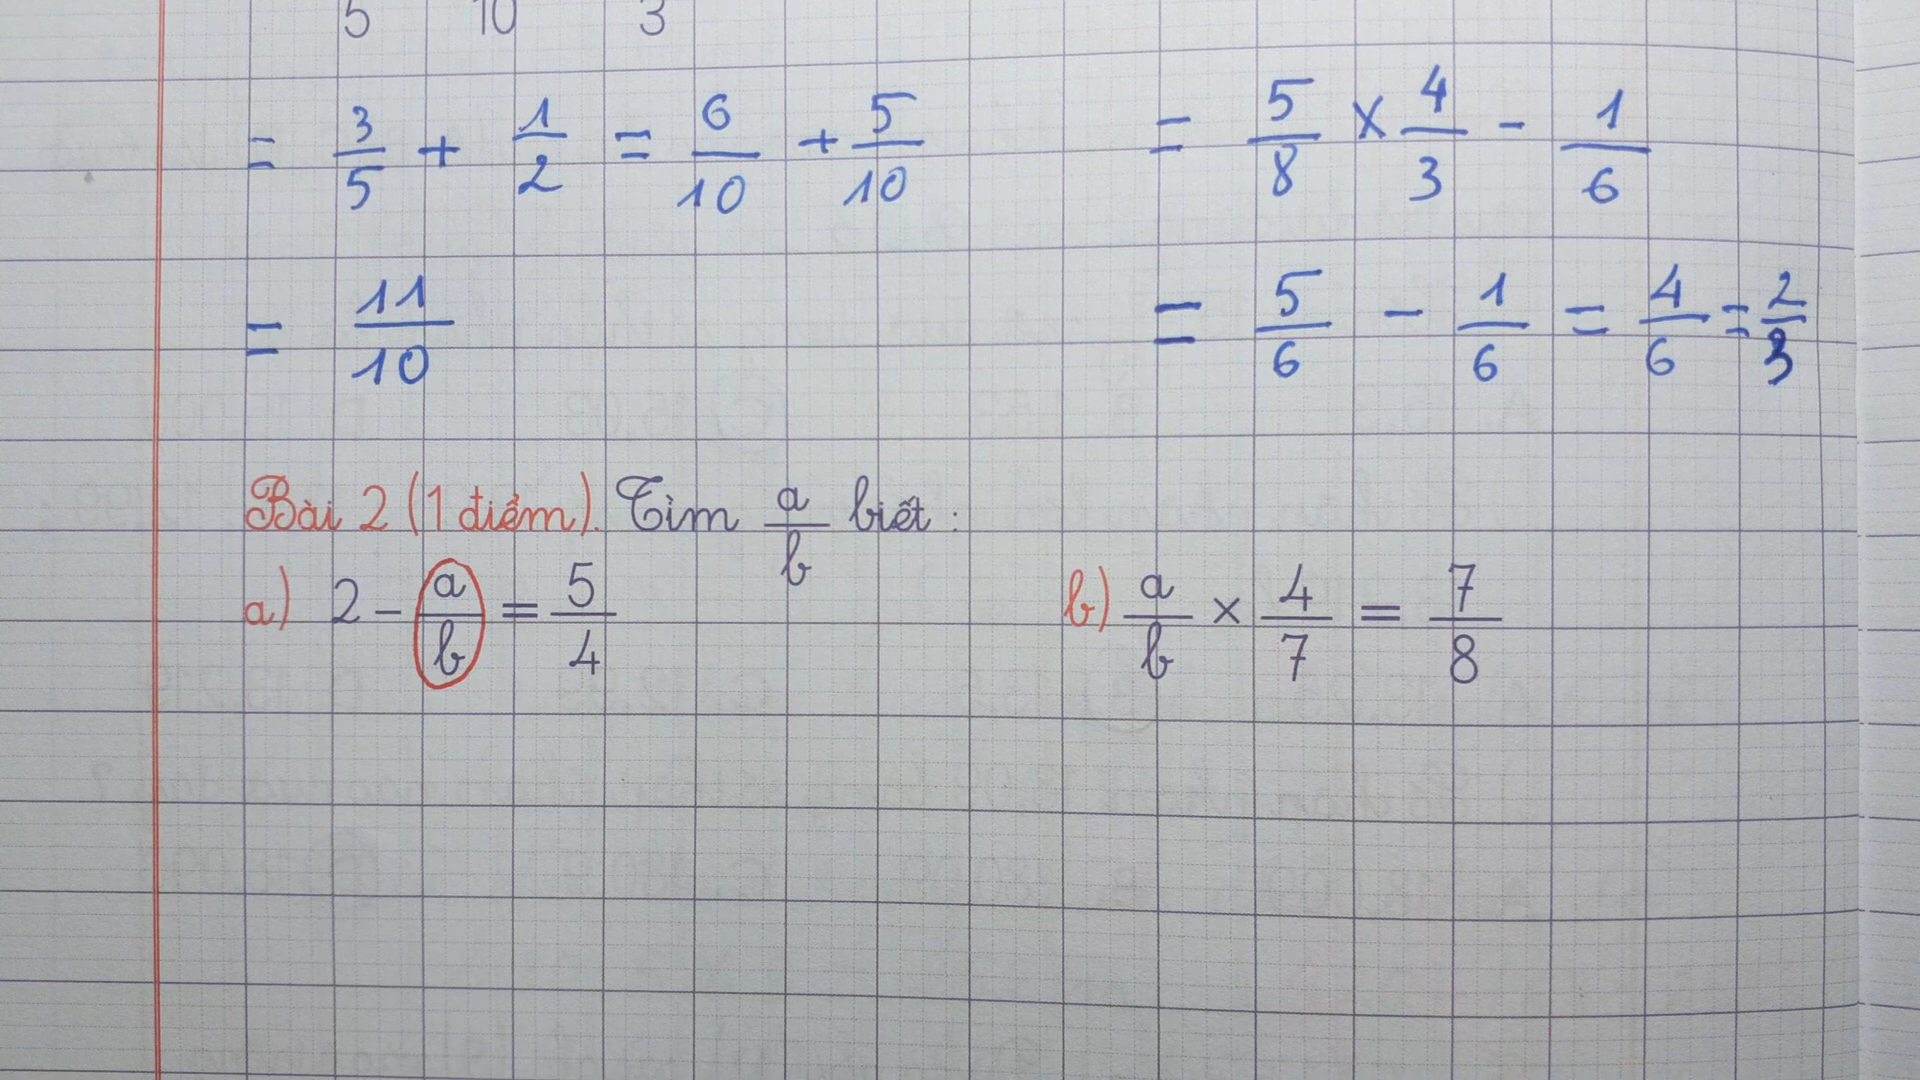 5 10 3
= 3/5 + 1/2 = 6/10 + 5/10
= 5/8 × 4/3 - 1/6
= 11/10
= 5/6 - 1/6 = 4/6 = 2/3
Bài 2 (1 điểm). Tìm a/b biết :
a) 2 - a/b = 5/4
b) a/b × 4/7 = 7/8